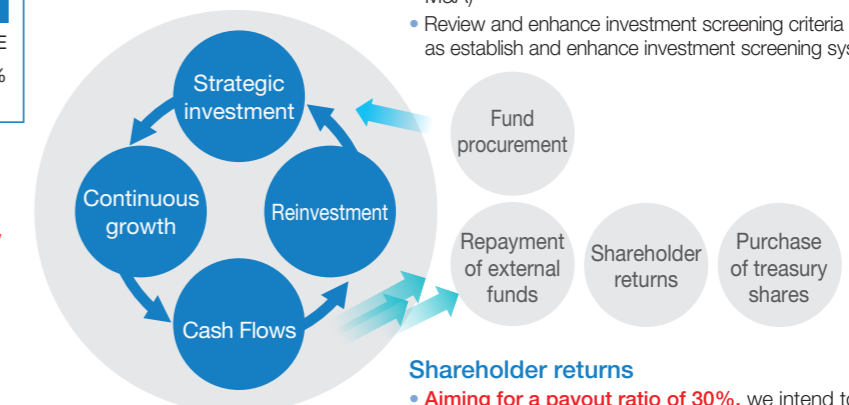 M&A)
• Review and enhance investment screening criteria
as establish and enhance investment screening sys
E
%
Strategic
investment
Fund
procurement
Continuous
growth
Reinvestment
Repayment
of external
funds
Shareholder
returns
Purchase
of treasury
shares
Cash Flows
Shareholder returns
• Aiming for a payout ratio of 30%, we intend to